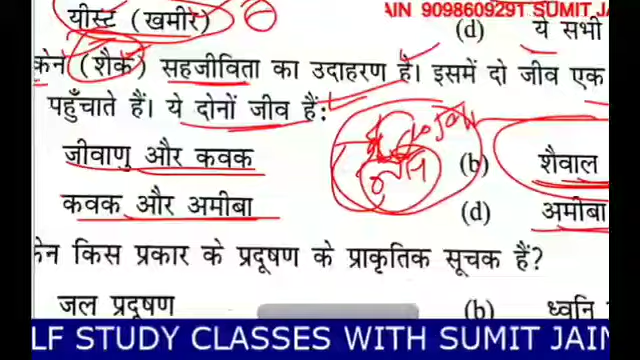 यीस्ट (खमीर)
AIN 9098609291 SUMIT JAI
(d) ये सभी
केन (शैक) सहजीविता का उदाहरण है। इसमें दो जीव एक
पहुँचाते हैं। ये दोनों जीव हैं:
जीवाणु और कवक (b) शैवाल
कवक और अमीबा (d) अमीबा
केन किस प्रकार के प्रदूषण के प्राकृतिक सूचक हैं?
जल प्रदूषण (b) ध्वनि
LF STUDY CLASSES WITH SUMIT JAIN